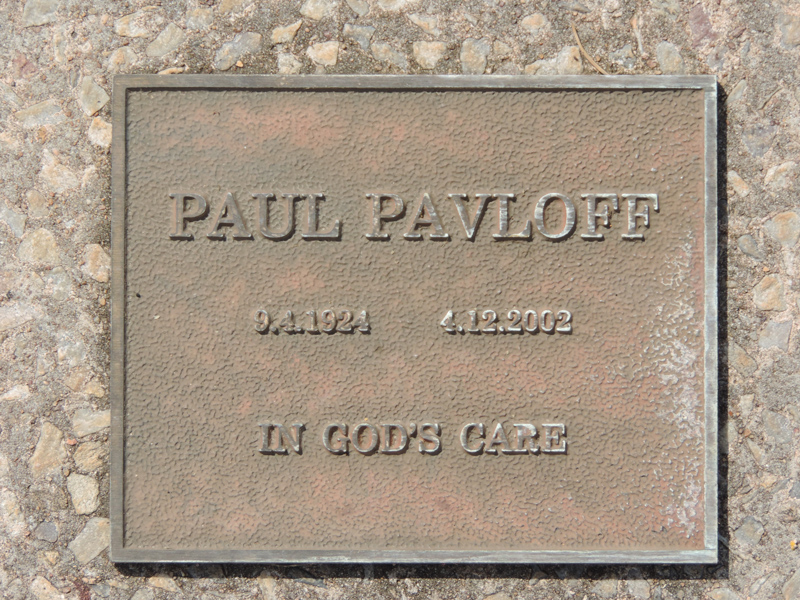 PAUL PAVLOFF
9.4.1924 4.12.2002
IN GOD'S CARE